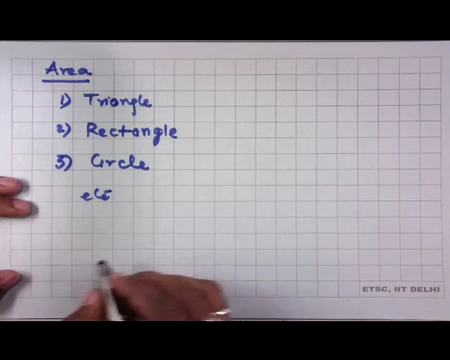 Area
1) Triangle
2) Rectangle
3) Circle
etc
ETSC, IIT DELHI